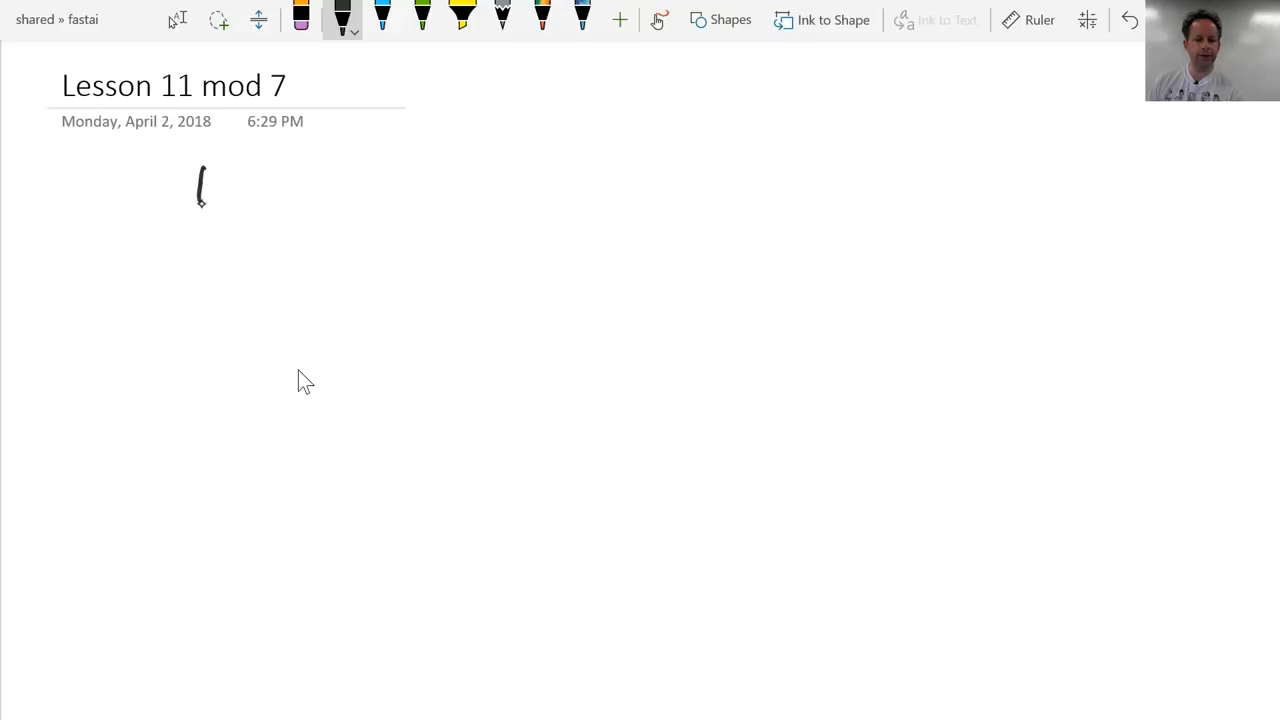 shared » fastai
Shapes
Ink to Shape
Ink to Text
Ruler
Lesson 11 mod 7
Monday, April 2, 2018
6:29 PM